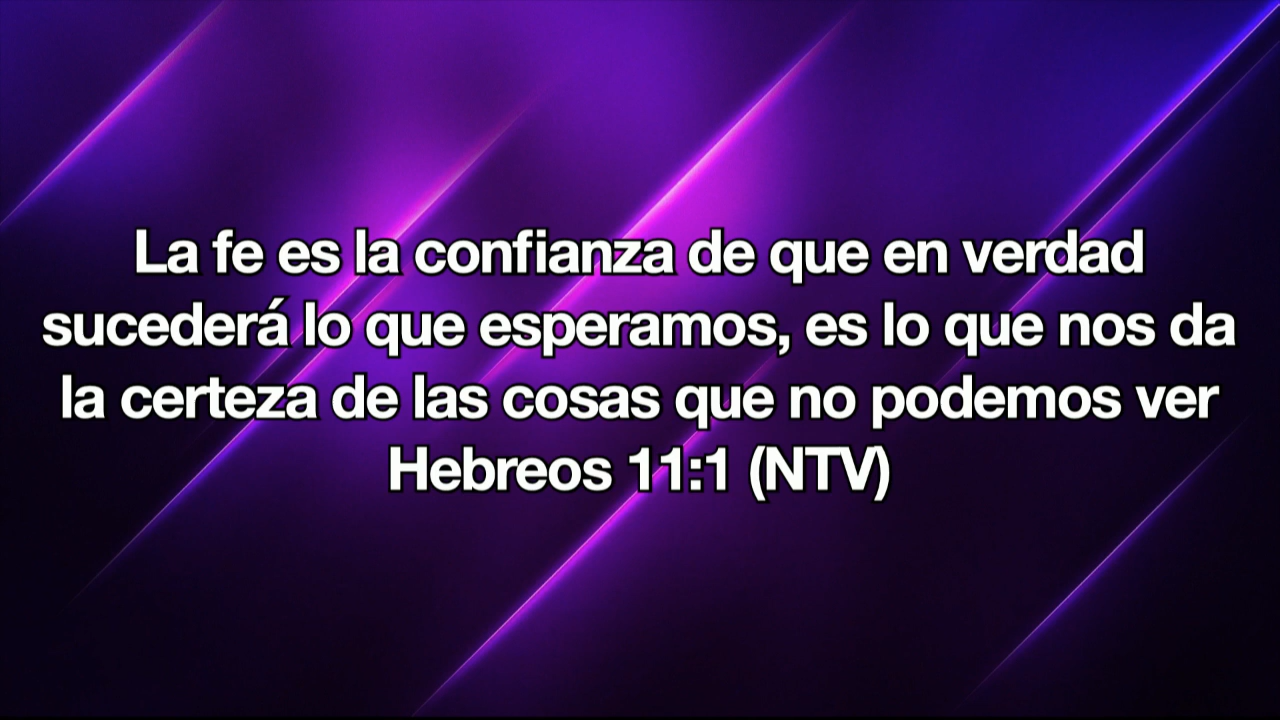 La fe es la confianza de que en verdad
sucederá lo que esperamos, es lo que nos da
la certeza de las cosas que no podemos ver
Hebreos 11:1 (NTV)